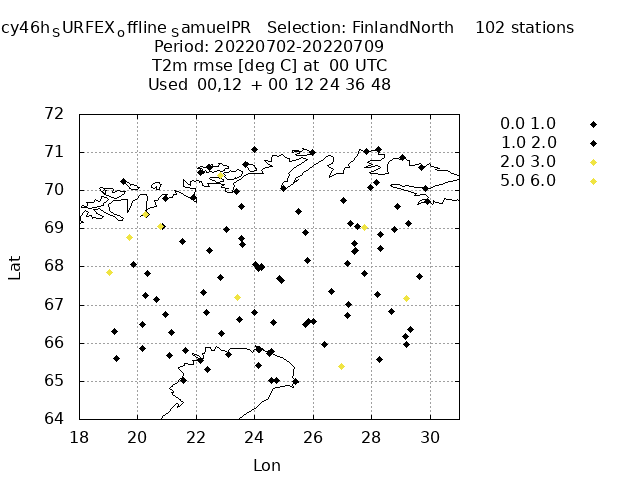 cy46hSURFEXofflineSamuelPR Selection: FinlandNorth 102 stations
Period: 20220702-20220709
T2m rmse [deg C] at 00 UTC
Used 00,12 + 00 12 24 36 48
72
71
70
69
68
67
66
65
64
Lat
18 20 22 24 26 28 30
Lon
0.0 1.0
1.0 2.0
2.0 3.0
5.0 6.0